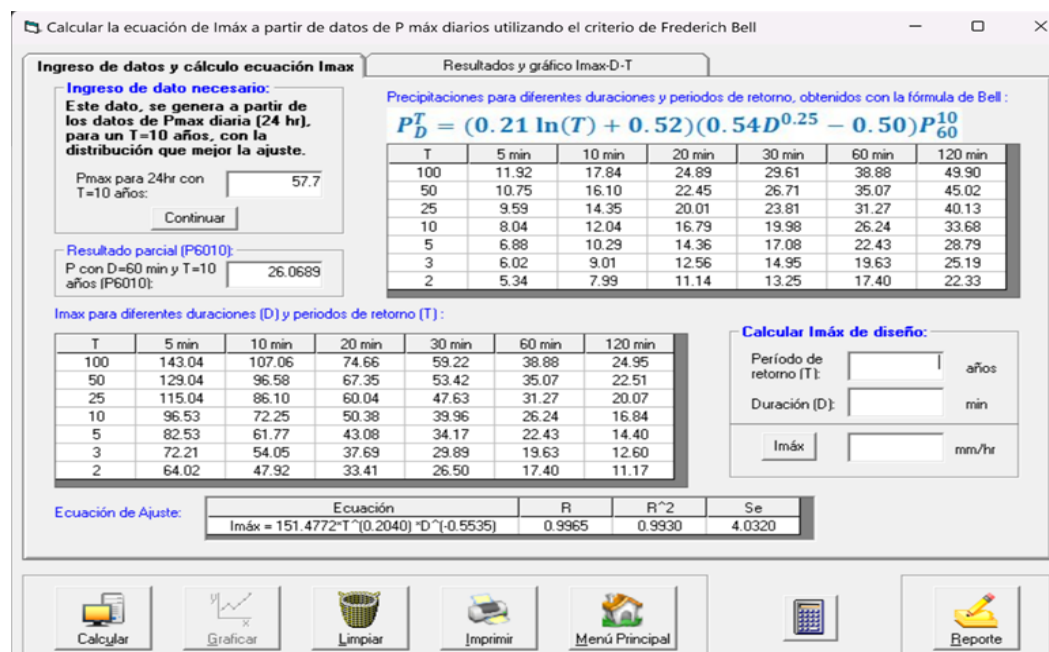 Calcular la ecuación de Imáx a partir de datos de P máx diarios utilizando el criterio de Frederich Bell
Ingreso de datos y cálculo ecuación Imax
Resultados y gráfico Imax-D-T
Ingreso de dato necesario:
Este dato, se genera a partir de
los datos de Pmax diaria (24 hr),
para un T=10 años, con la
distribución que mejor la ajuste.
Pmax para 24hr con
T=10 años:
57.7
Continuar
Resultado parcial (P6010):
P con D=60 min y T=10
años (P6010):
26.0689
Precipitaciones para diferentes duraciones y periodos de retorno, obtenidos con la fórmula de Bell :
P_D^T = (0.21 ln(T) + 0.52)(0.54D^0.25 − 0.50)P_60^10
T 5 min 10 min 20 min 30 min 60 min 120 min
100 11.92 17.84 24.89 29.61 38.88 49.90
50 10.75 16.10 22.45 26.71 35.07 45.02
25 9.59 14.35 20.01 23.81 31.27 40.13
10 8.04 12.04 16.79 19.98 26.24 33.68
5 6.88 10.29 14.36 17.08 22.43 28.79
3 6.02 9.01 12.56 14.95 19.63 25.19
2 5.34 7.99 11.14 13.25 17.40 22.33
Imax para diferentes duraciones (D) y periodos de retorno (T) :
T 5 min 10 min 20 min 30 min 60 min 120 min
100 143.04 107.06 74.66 59.22 38.88 24.95
50 129.04 96.58 67.35 53.42 35.07 22.51
25 115.04 86.10 60.04 47.63 31.27 20.07
10 96.53 72.25 50.38 39.96 26.24 16.84
5 82.53 61.77 43.08 34.17 22.43 14.40
3 72.21 54.05 37.69 29.89 19.63 12.60
2 64.02 47.92 33.41 26.50 17.40 11.17
Calcular Imáx de diseño:
Período de
retorno (T):
años
Duración (D):
min
Imáx
mm/hr
Ecuación de Ajuste:
Ecuación R R^2 Se
Imáx = 151.4772*T^(0.2040) *D^(-0.5535) 0.9965 0.9930 4.0320
Calcular
Graficar
Limpiar
Imprimir
Menú Principal
Reporte